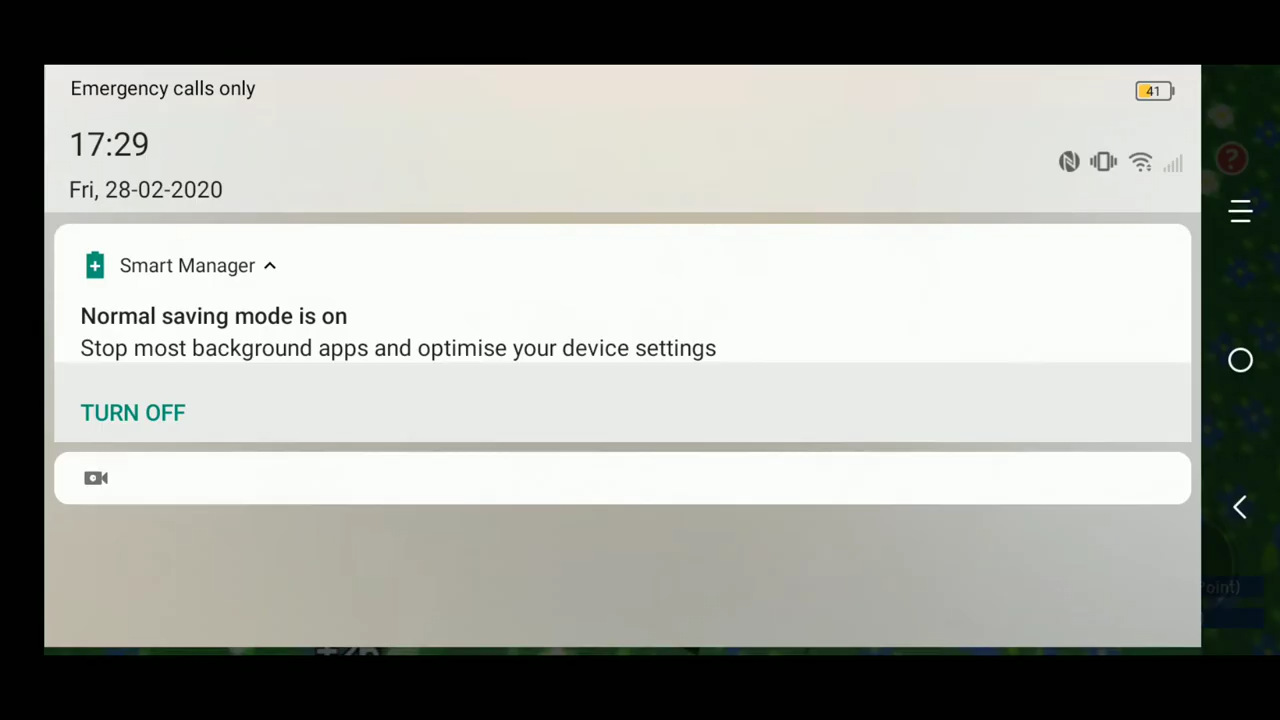 Emergency calls only
41
17:29
Fri, 28-02-2020
?
Smart Manager
Normal saving mode is on
Stop most background apps and optimise your device settings
TURN OFF
oint)